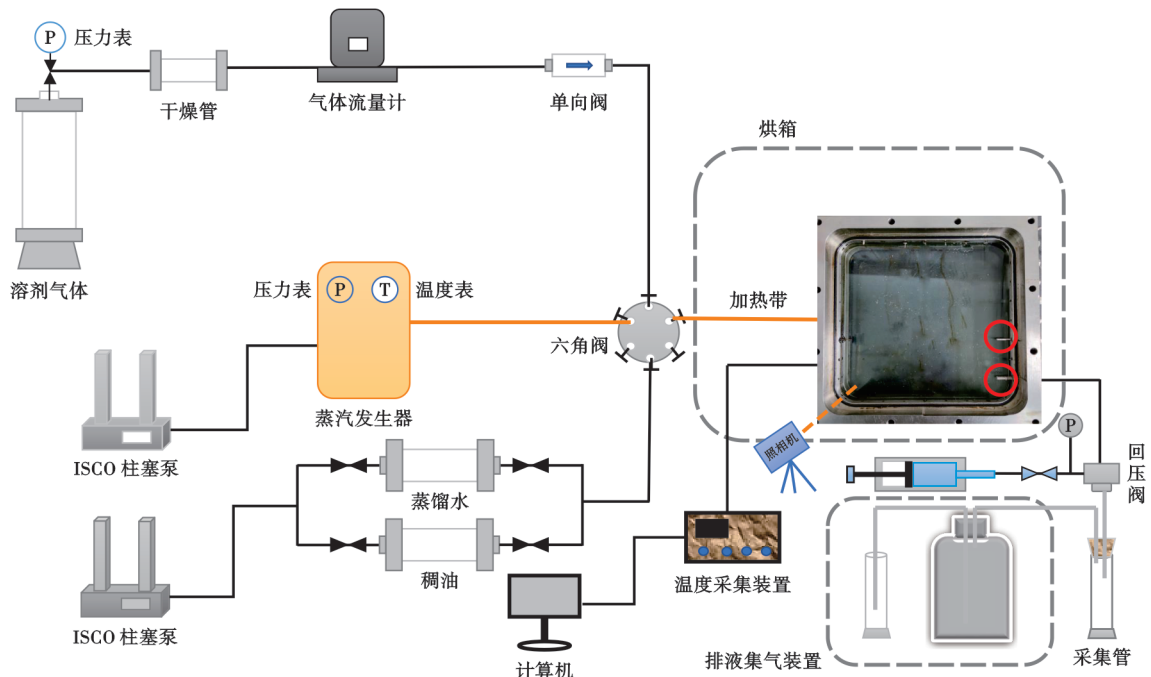 P 压力表
干燥管
气体流量计
单向阀
溶剂气体
烘箱
压力表 P T 温度表
加热带
六角阀
蒸汽发生器
ISCO 柱塞泵
蒸馏水
稠油
ISCO 柱塞泵
照相机
P
回压阀
温度采集装置
计算机
排液集气装置
采集管